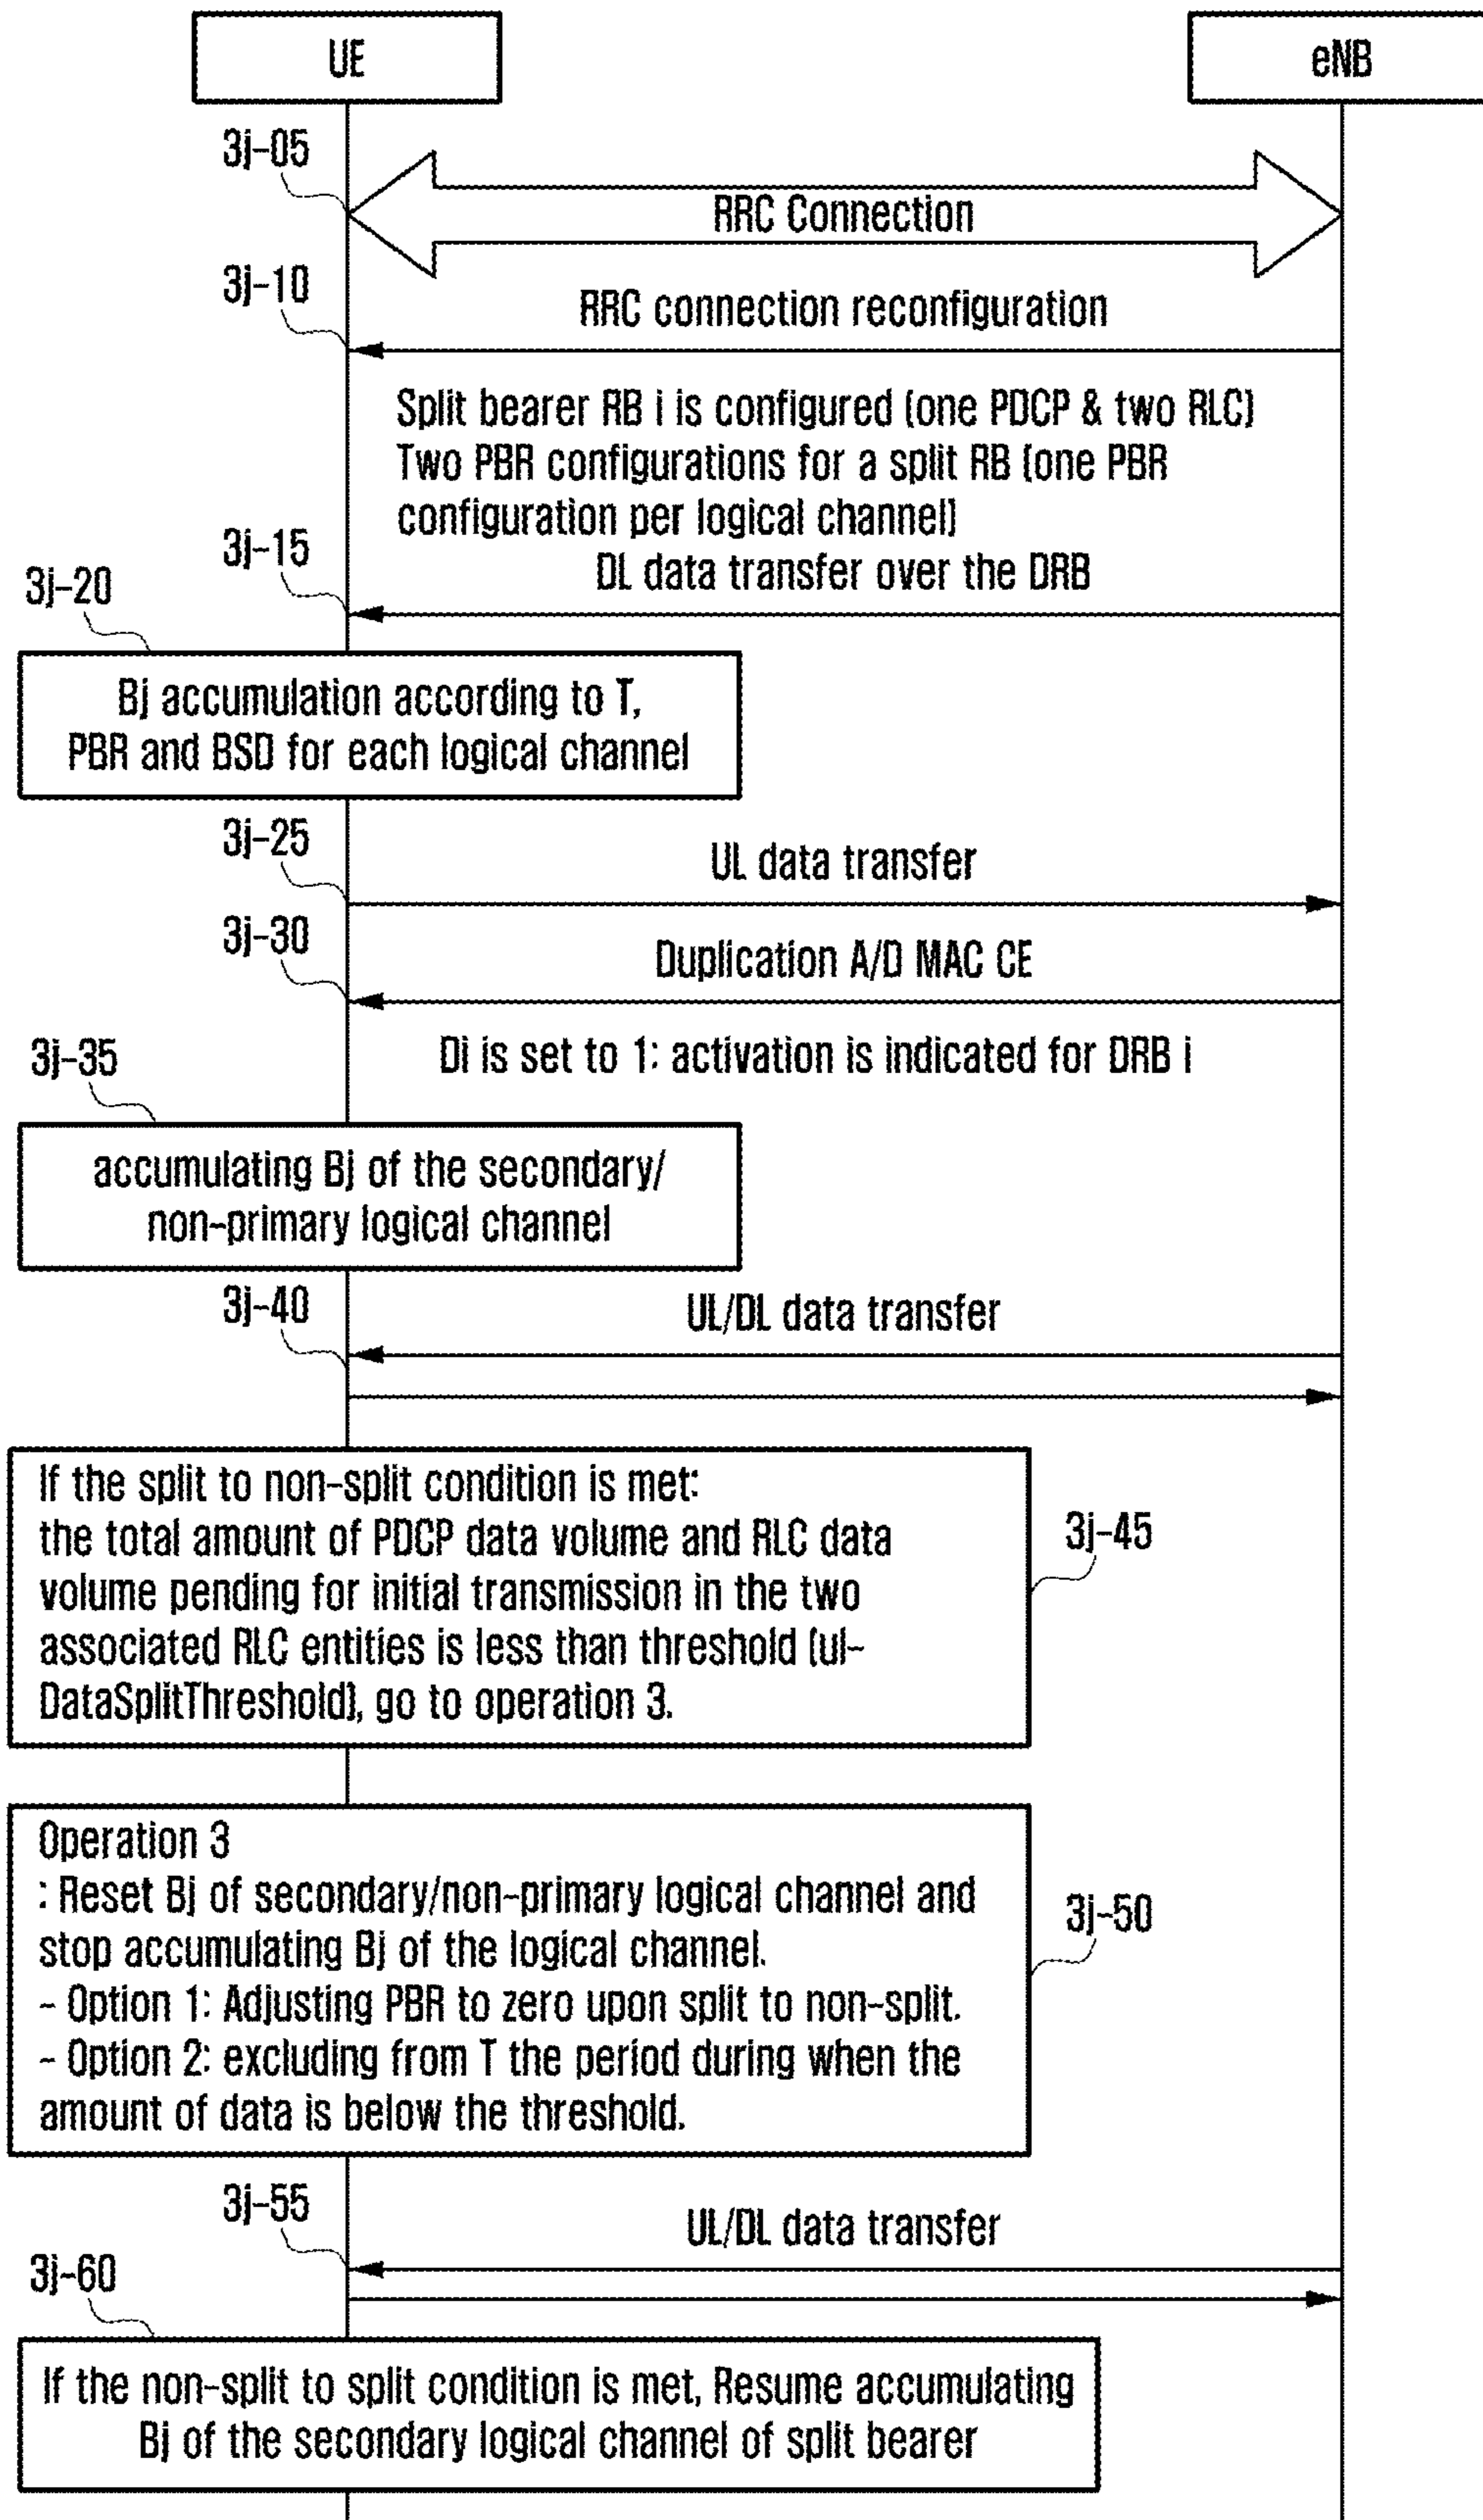 UE
eNB
3j-05
RRC Connection
3j-10
RRC connection reconfiguration
Split bearer RB i is configured (one PDCP & two RLC)
Two PBR configurations for a split RB (one PBR
configuration per logical channel)
3j-15
DL data transfer over the DRB
3j-20
Bj accumulation according to T,
PBR and BSD for each logical channel
3j-25
UL data transfer
3j-30
Duplication A/D MAC CE
Di is set to 1: activation is indicated for DRB i
3j-35
accumulating Bj of the secondary/
non-primary logical channel
3j-40
UL/DL data transfer
If the split to non-split condition is met:
the total amount of PDCP data volume and RLC data
volume pending for initial transmission in the two
associated RLC entities is less than threshold (ul-
DataSplitThreshold), go to operation 3.
3j-45
Operation 3
: Reset Bj of secondary/non-primary logical channel and
stop accumulating Bj of the logical channel.
- Option 1: Adjusting PBR to zero upon split to non-split.
- Option 2: excluding from T the period during when the
amount of data is below the threshold.
3j-50
3j-55
UL/DL data transfer
3j-60
If the non-split to split condition is met, Resume accumulating
Bj of the secondary logical channel of split bearer